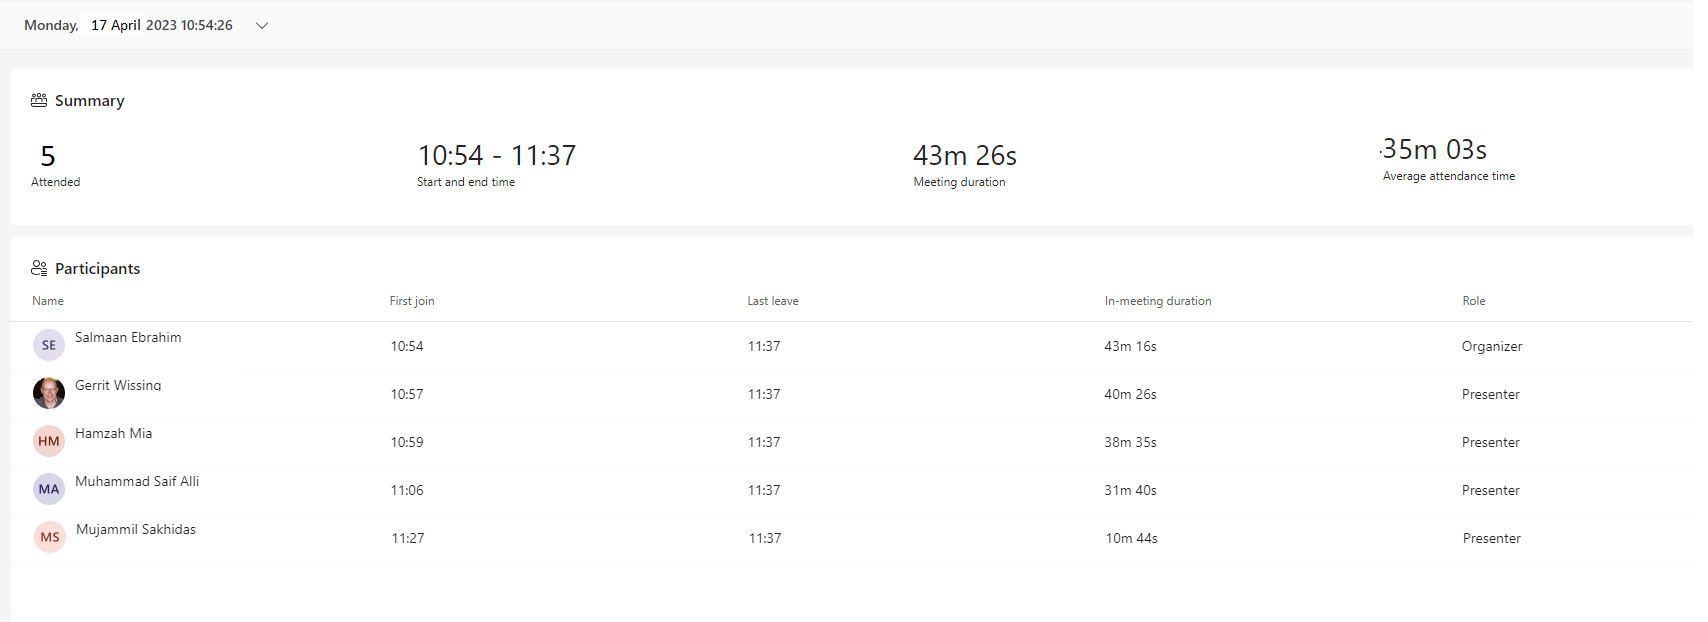 Monday, 17 April 2023 10:54:26
Summary
5 10:54 - 11:37 43m 26s 35m 03s
Attended Start and end time Meeting duration Average attendance time
Participants
Name First join Last leave In-meeting duration Role
SE Salmaan Ebrahim 10:54 11:37 43m 16s Organizer
Gerrit Wissing 10:57 11:37 40m 26s Presenter
HM Hamzah Mia 10:59 11:37 38m 35s Presenter
MA Muhammad Saif Alli 11:06 11:37 31m 40s Presenter
MS Mujammil Sakhidas 11:27 11:37 10m 44s Presenter